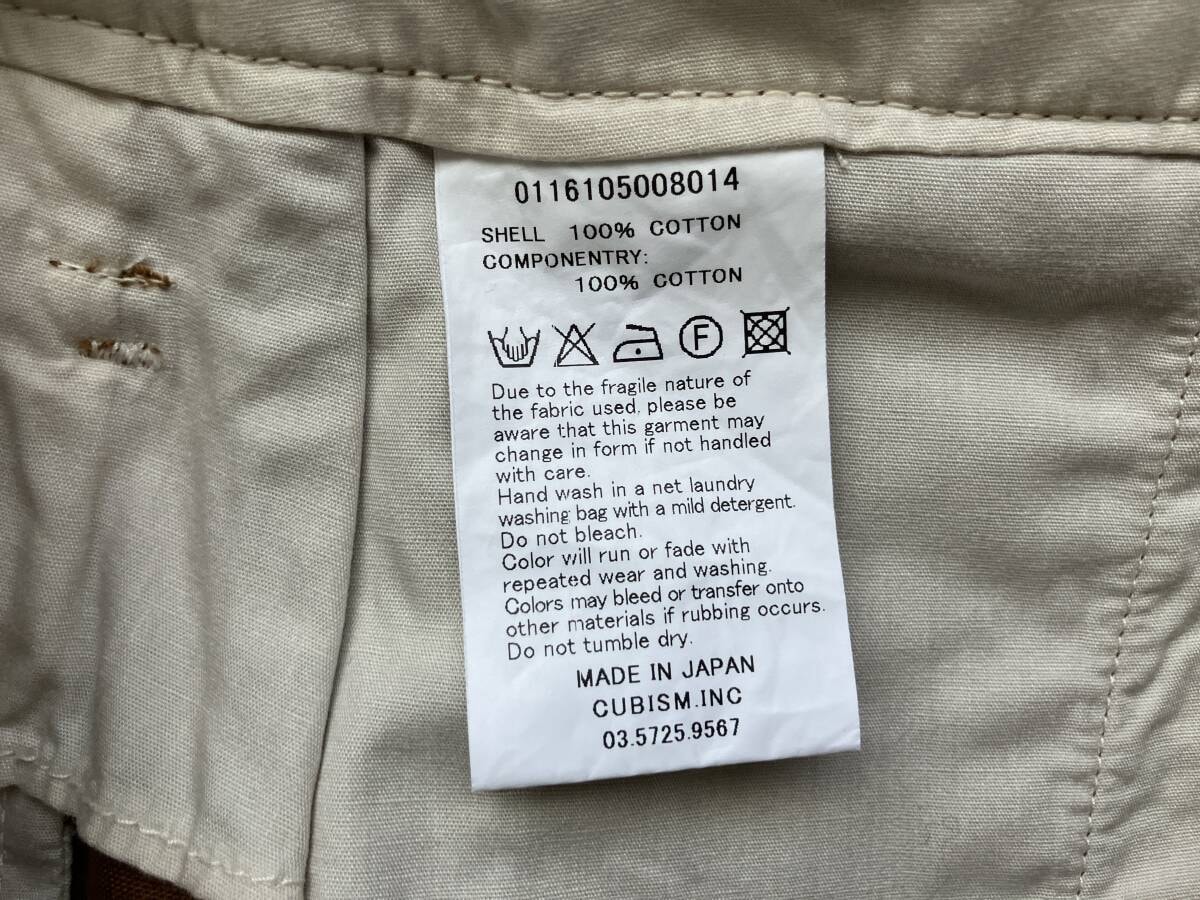 0116105008014
SHELL 100% COTTON
COMPONENTRY:
100% COTTON
F
Due to the fragile nature of
the fabric used, please be
aware that this garment may
change in form if not handled
with care.
Hand wash in a net laundry
washing bag with a mild detergent.
Do not bleach.
Color will run or fade with
repeated wear and washing.
Colors may bleed or transfer onto
other materials if rubbing occurs.
Do not tumble dry.
MADE IN JAPAN
CUBISM.INC
03.5725.9567